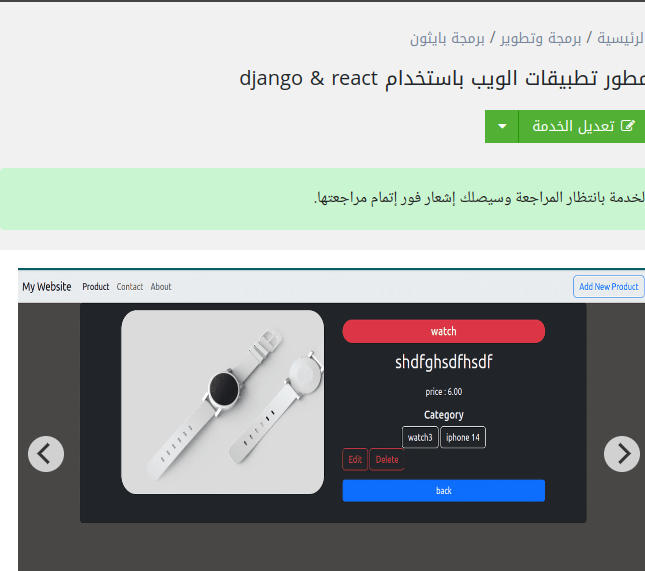 لرئيسية / برمجة وتطوير / برمجة بايثون
مطور تطبيقات الويب باستخدام django & react
تعديل الخدمة
لخدمة بانتظار المراجعة وسيصلك إشعار فور إتمام مراجعتها.
My Website Product Contact About Add New Product
watch
shdfghsdfhsdf
price : 6.00
Category
watch3 iphone 14
Edit Delete
back